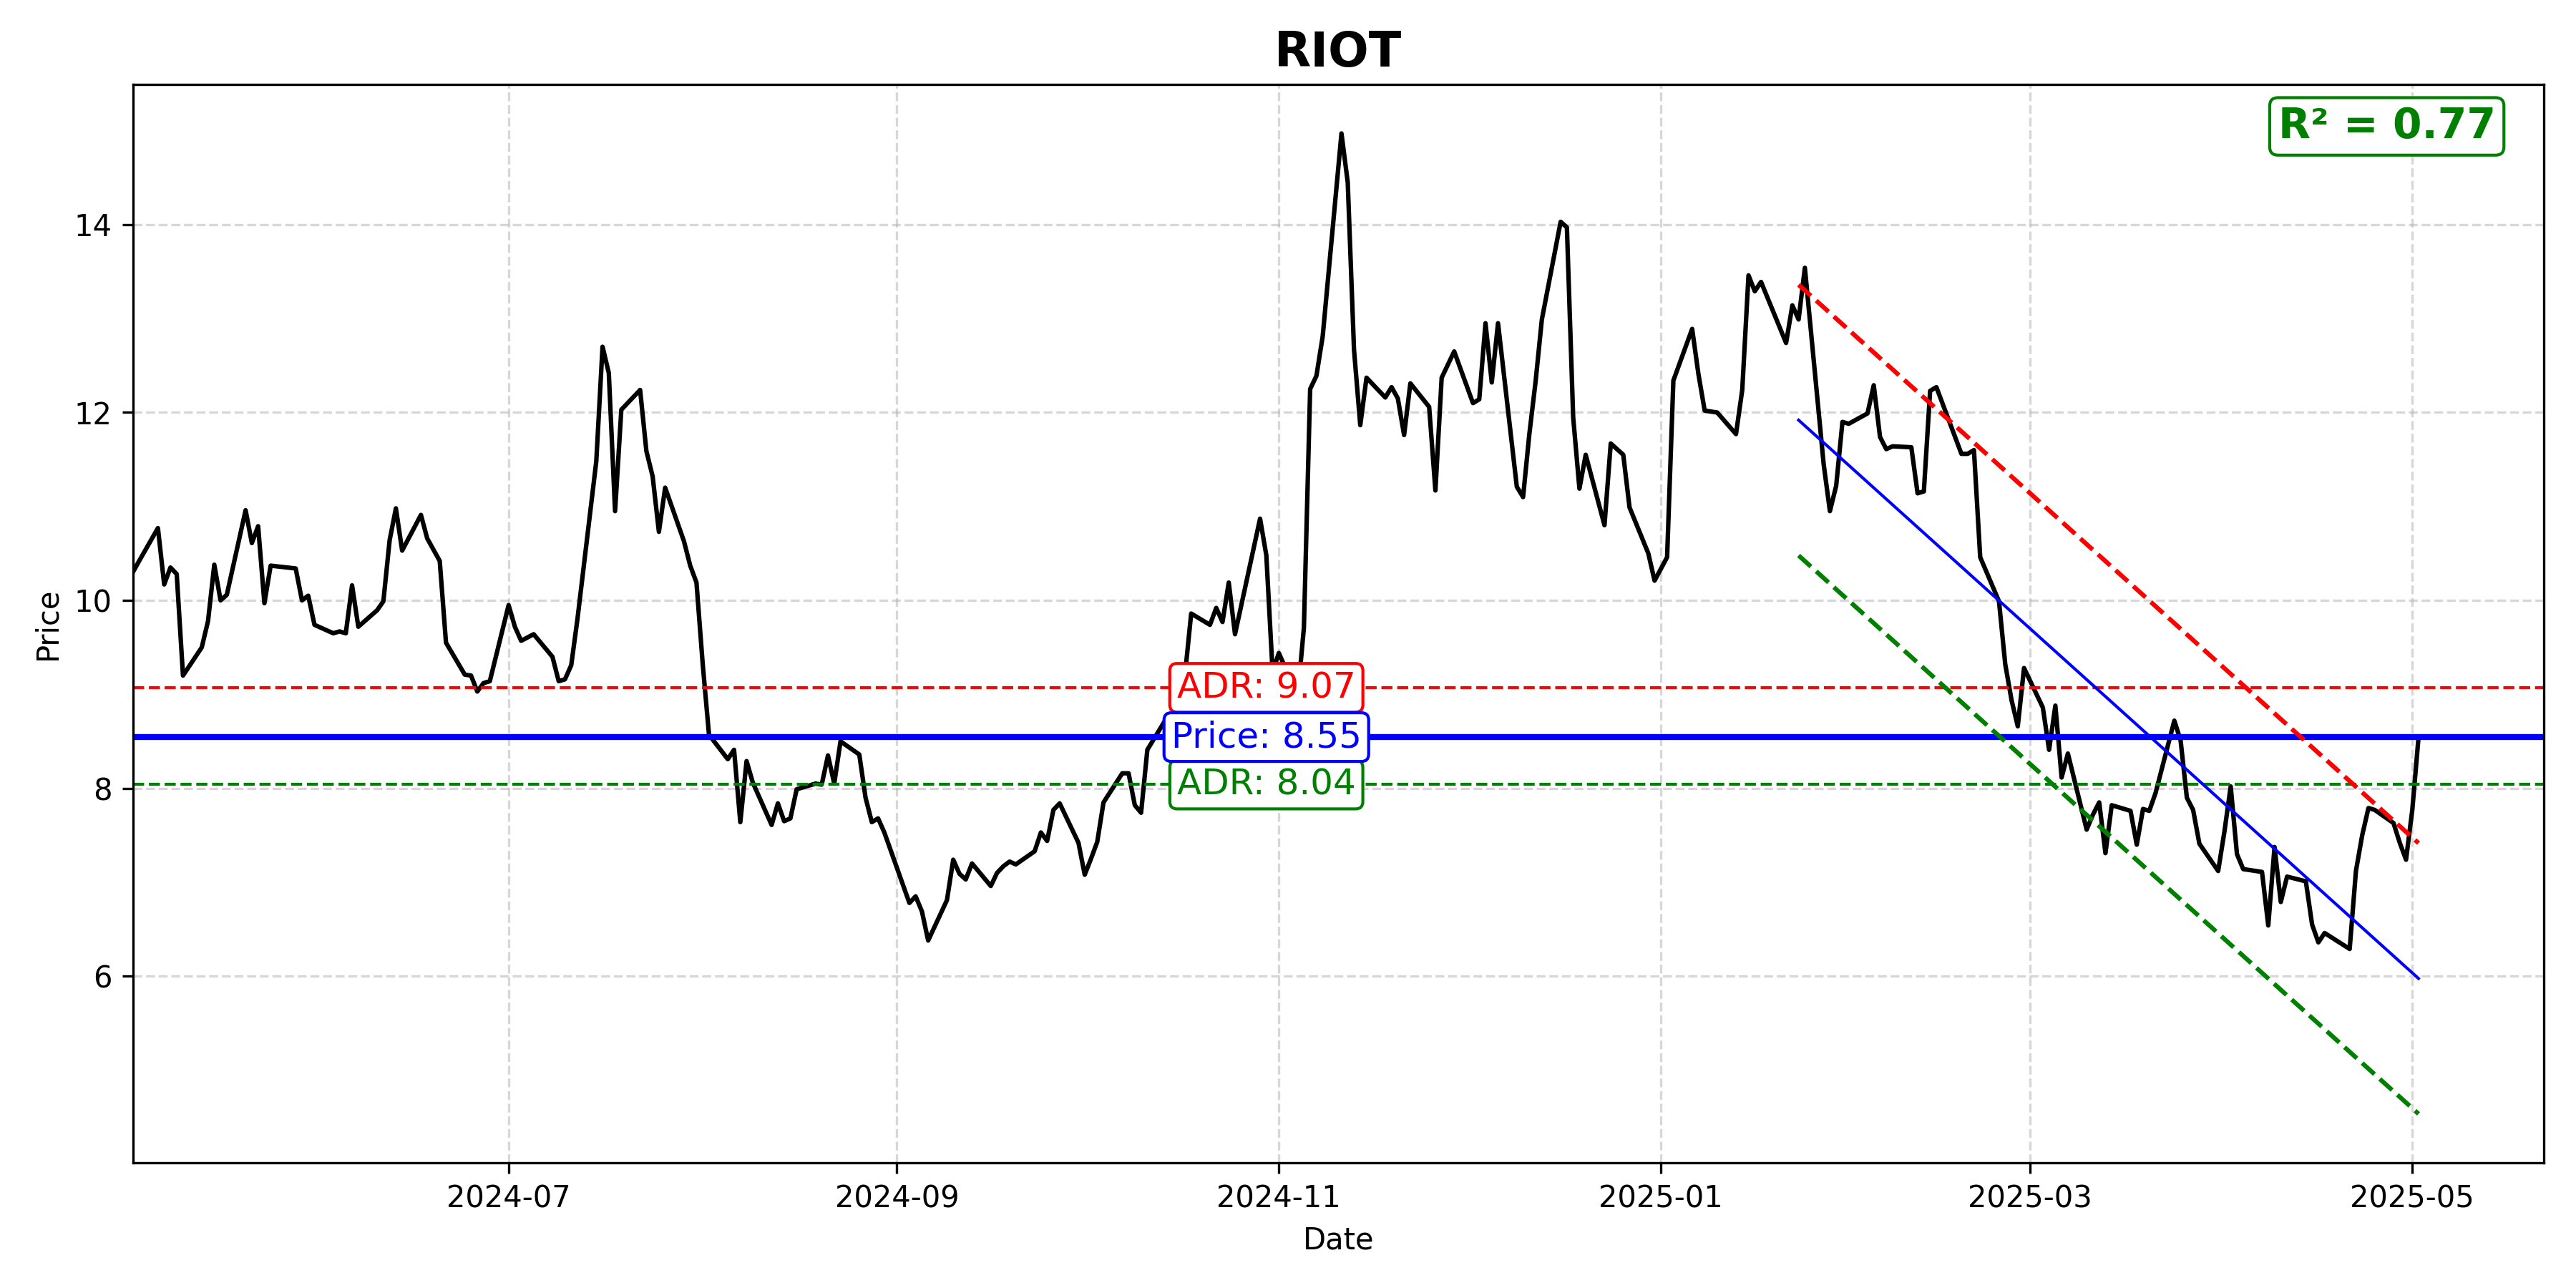 RIOT
R² = 0.77
14
12
10
8
6
Price
ADR: 9.07
Price: 8.55
ADR: 8.04
2024-07
2024-09
2024-11
2025-01
2025-03
2025-05
Date